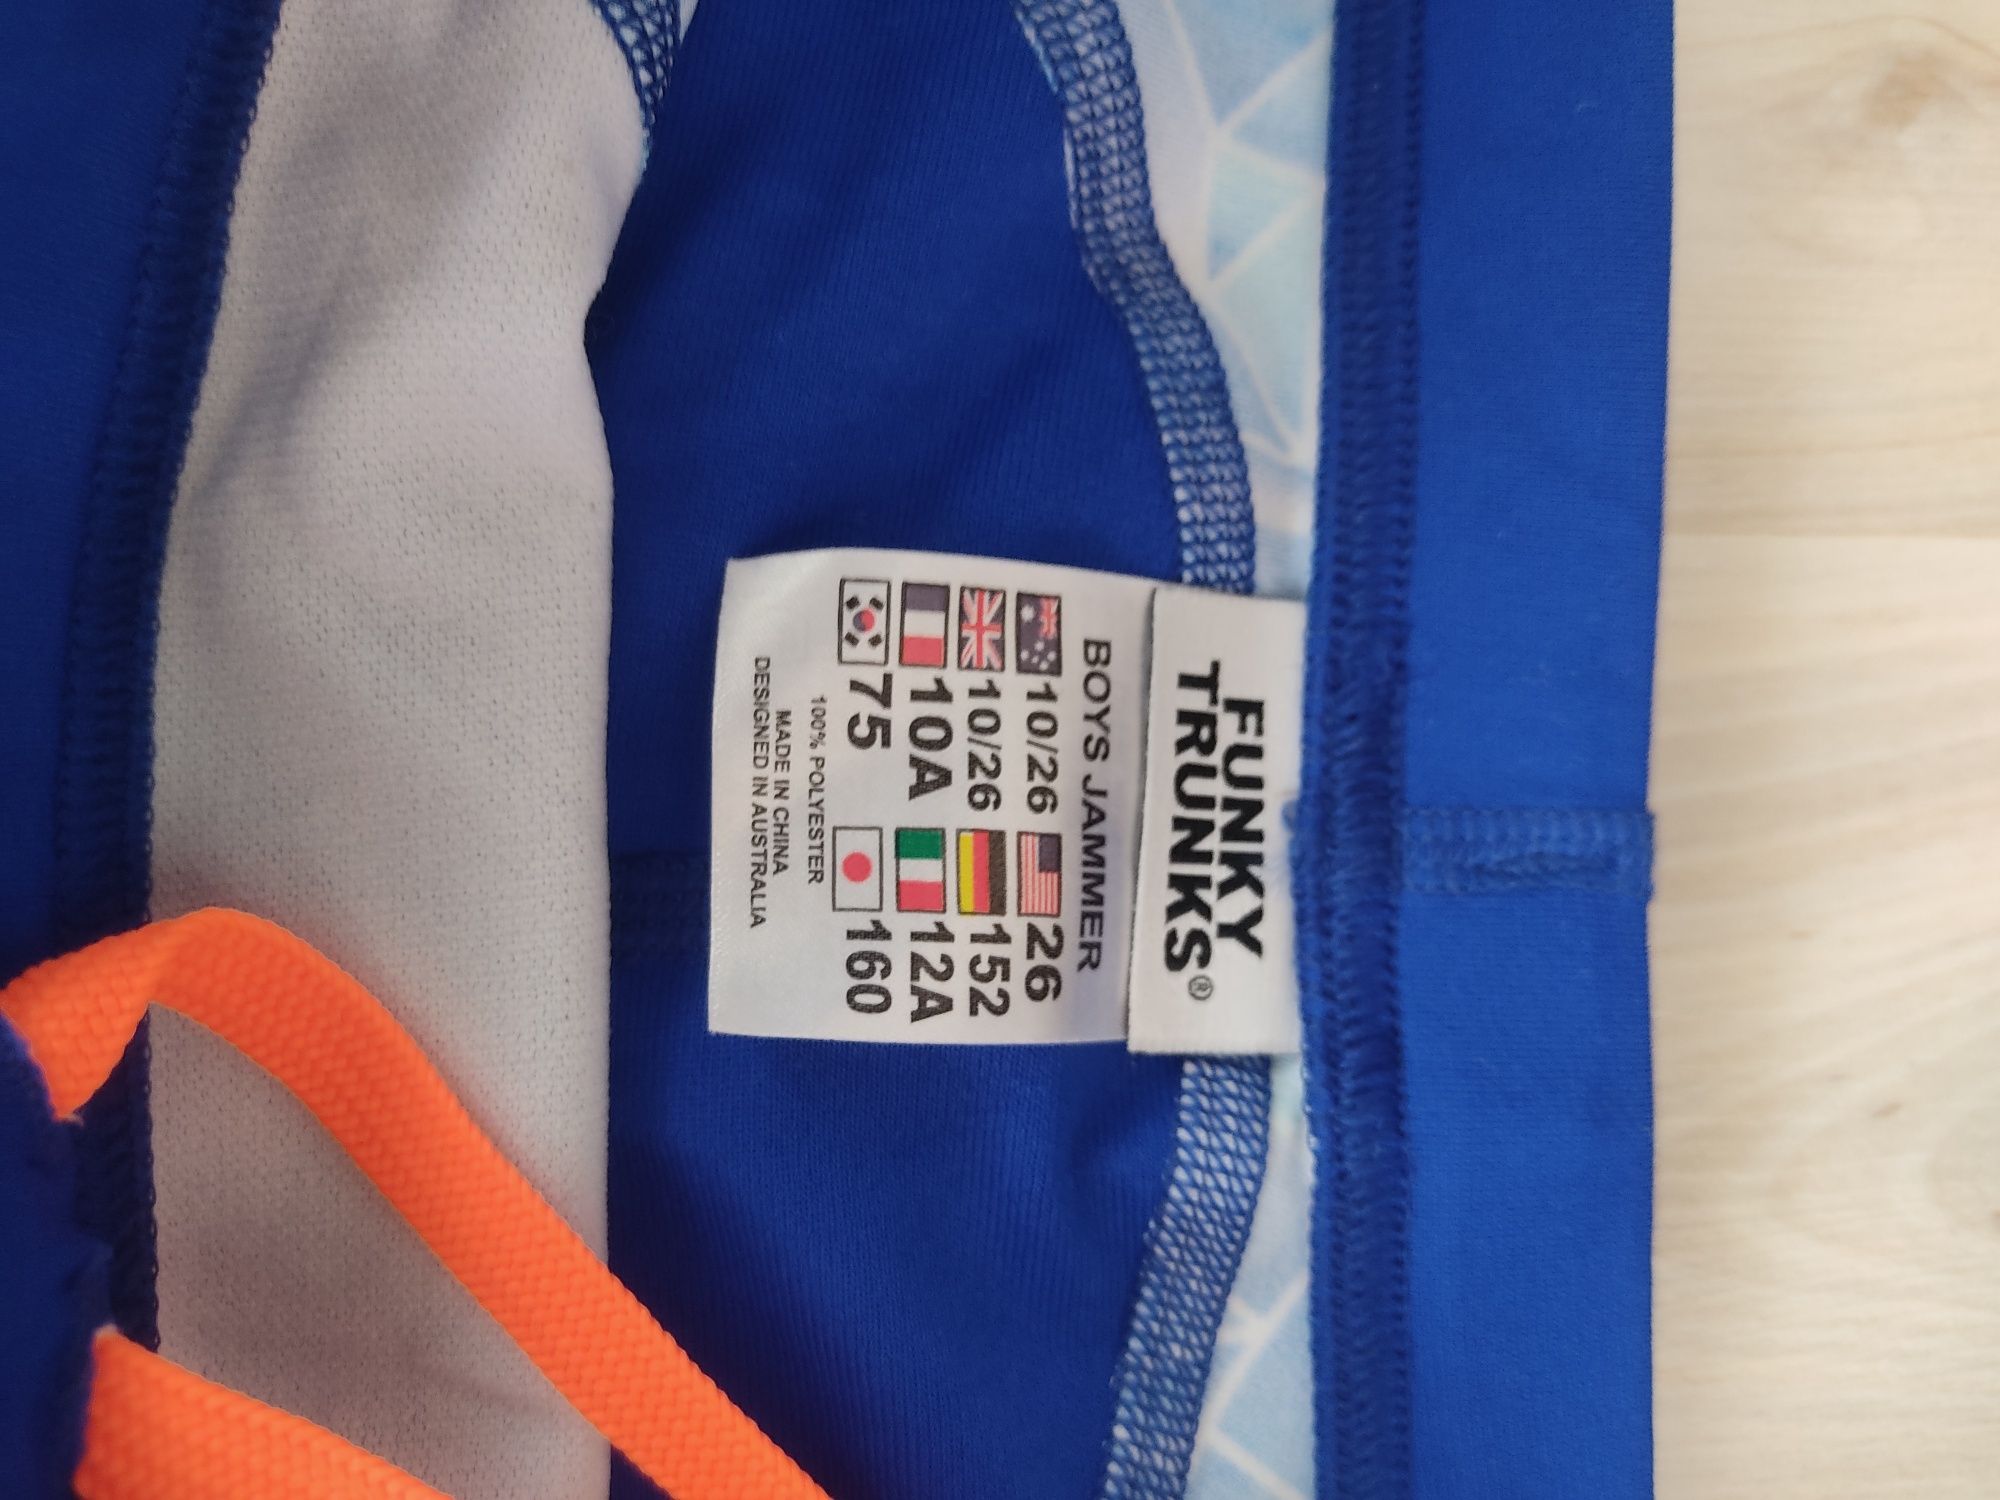 FUNKY
TRUNKS®
BOYS JAMMER
10/26 26
10/26 152
10A 12A
75 160
100% POLYESTER
MADE IN CHINA
DESIGNED IN AUSTRALIA